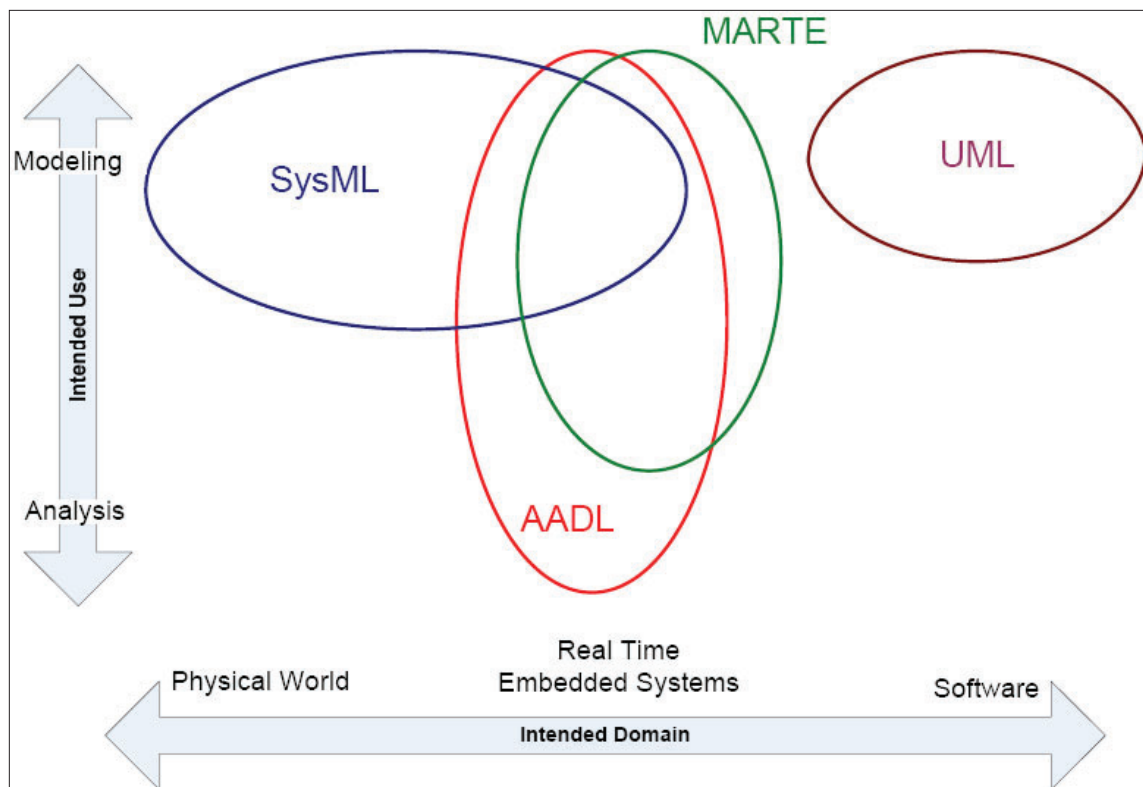 MARTE
Modeling
SysML
UML
Intended Use
Analysis
AADL
Real Time
Physical World
Embedded Systems
Software
Intended Domain